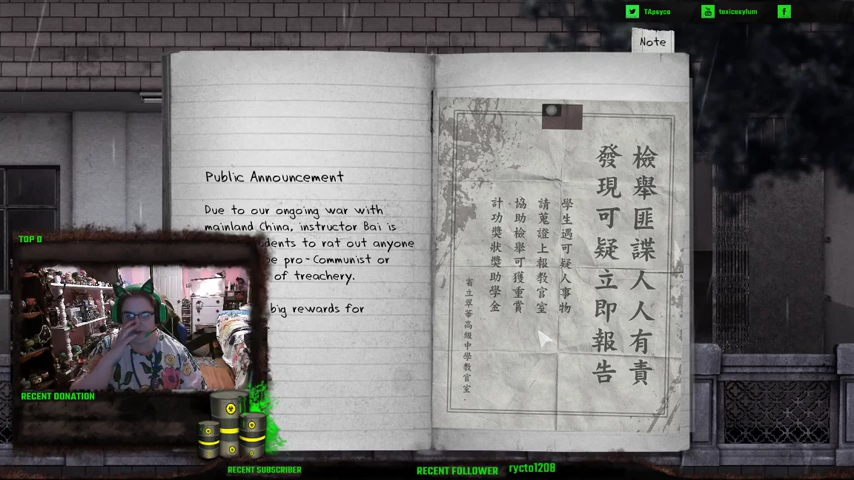 TApsyco
toxicasylum
Note
Public Announcement
Due to our ongoing war with
mainland China, instructor Bai is
udents to rat out anyone
be pro-Communist or
of treachery.
big rewards for
檢舉匪諜人人有責
發現可疑立即報告
學生遇可疑人事物
請蒐證上報教官室
協助檢舉可獲重賞
計功獎狀獎助學金
省立翠華高級中學教官室
TOP D
RECENT DONATION
RECENT SUBSCRIBER
RECENT FOLLOWER rycto1208